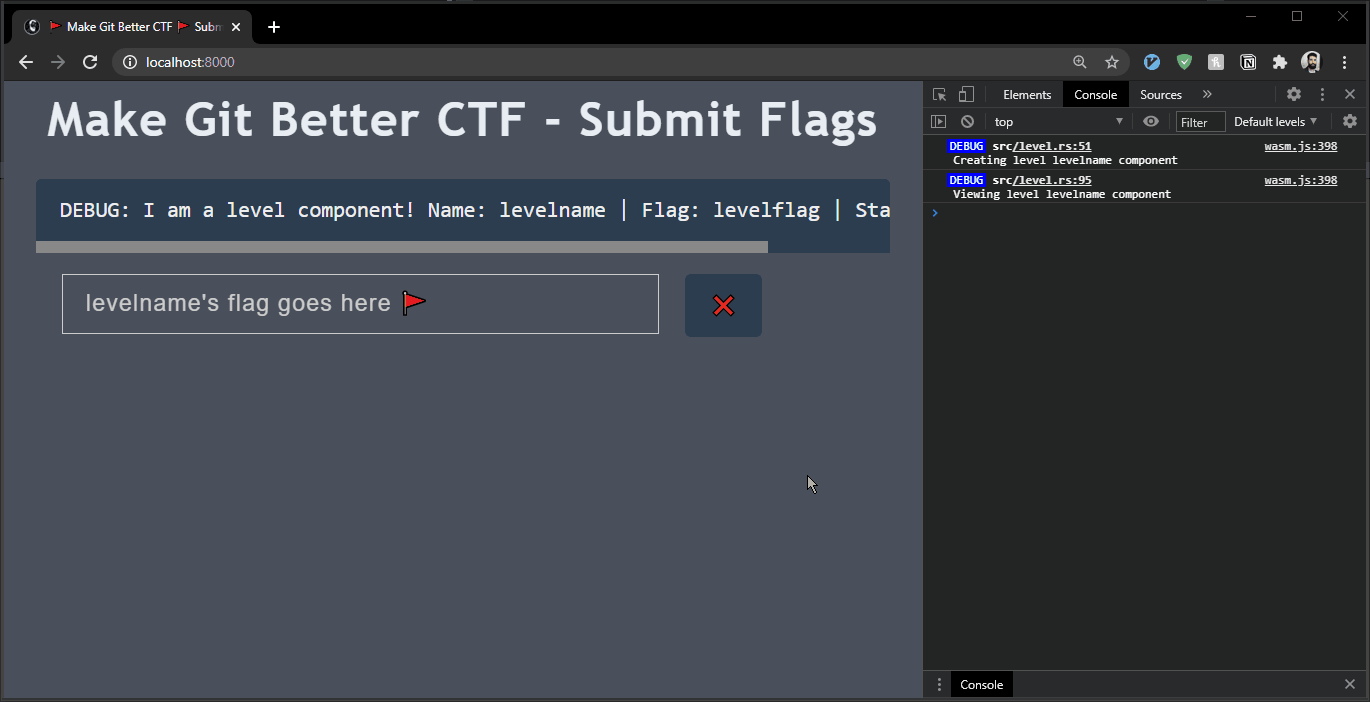 🚩 Make Git Better CTF 🚩 Subm
localhost:8000
Make Git Better CTF - Submit Flags
DEBUG: I am a level component! Name: levelname | Flag: levelflag | Sta
levelname's flag goes here 🚩
Elements Console Sources »
top Filter Default levels
DEBUG src/level.rs:51 wasm.js:398
Creating level levelname component
DEBUG src/level.rs:95 wasm.js:398
Viewing level levelname component
Console